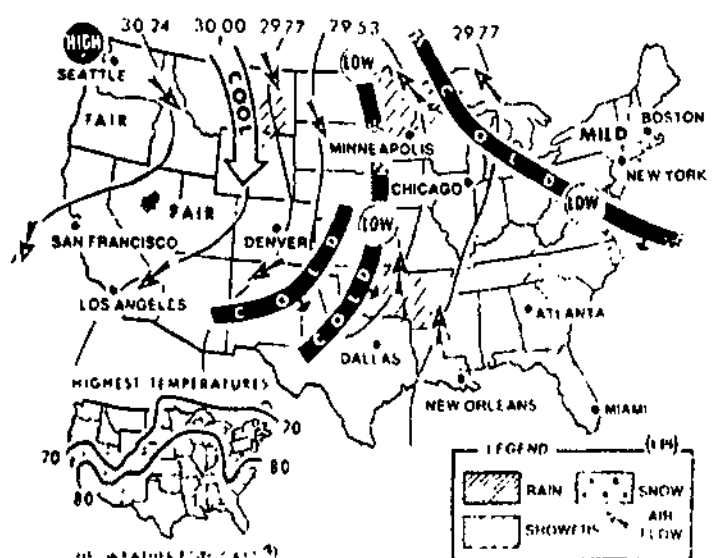 30.24 30.00 29.77 29.53 29.77
HIGH
SEATTLE
LOW
COOL
COLD
FAIR
MINNEAPOLIS
MILD
BOSTON
NEW YORK
CHICAGO
FAIR
LOW
LOW
SAN FRANCISCO
DENVER
COLD
COLD
LOS ANGELES
ATLANTA
DALLAS
NEW ORLEANS
MIAMI
HIGHEST TEMPERATURES
70
70
80
80
LEGEND
(UPI)
RAIN
SNOW
SHOWERS
AIR
FLOW